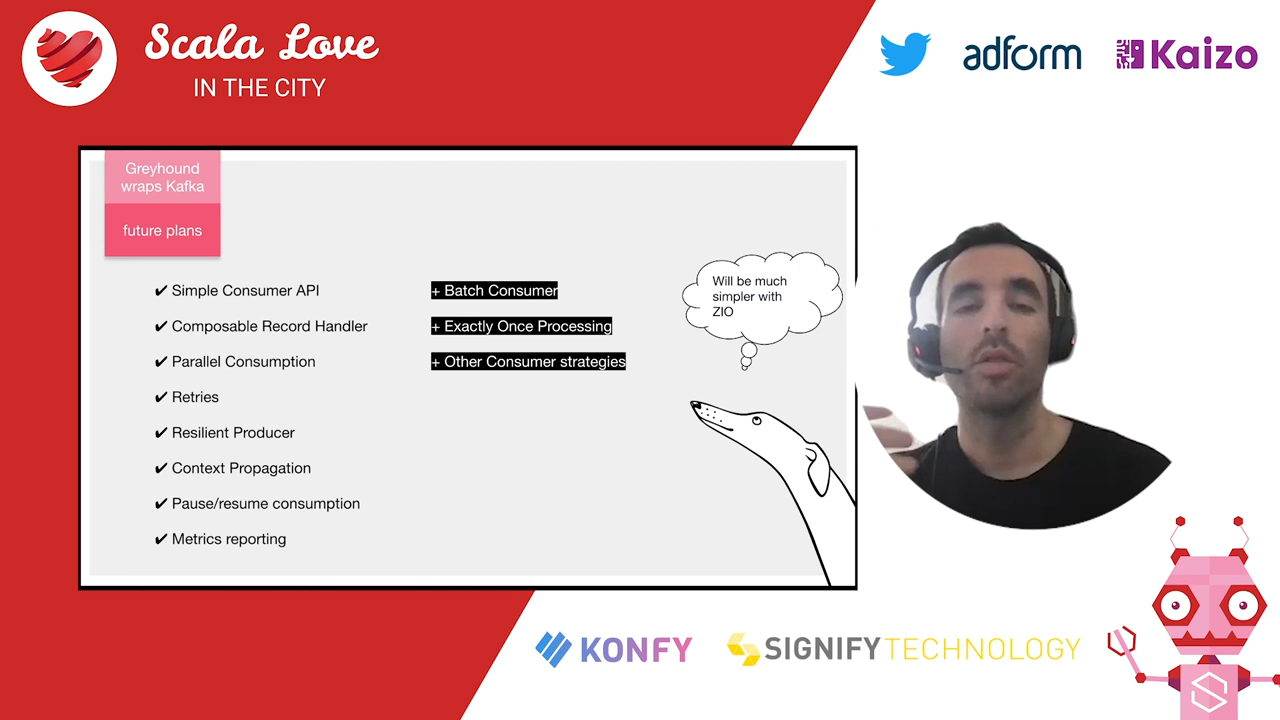 Scala Love
IN THE CITY
adform
Kaizo
Greyhound
wraps Kafka
future plans
✔ Simple Consumer API
✔ Composable Record Handler
✔ Parallel Consumption
✔ Retries
✔ Resilient Producer
✔ Context Propagation
✔ Pause/resume consumption
✔ Metrics reporting
+ Batch Consumer
+ Exactly Once Processing
+ Other Consumer strategies
Will be much
simpler with
ZIO
KONFY
SIGNIFY TECHNOLOGY